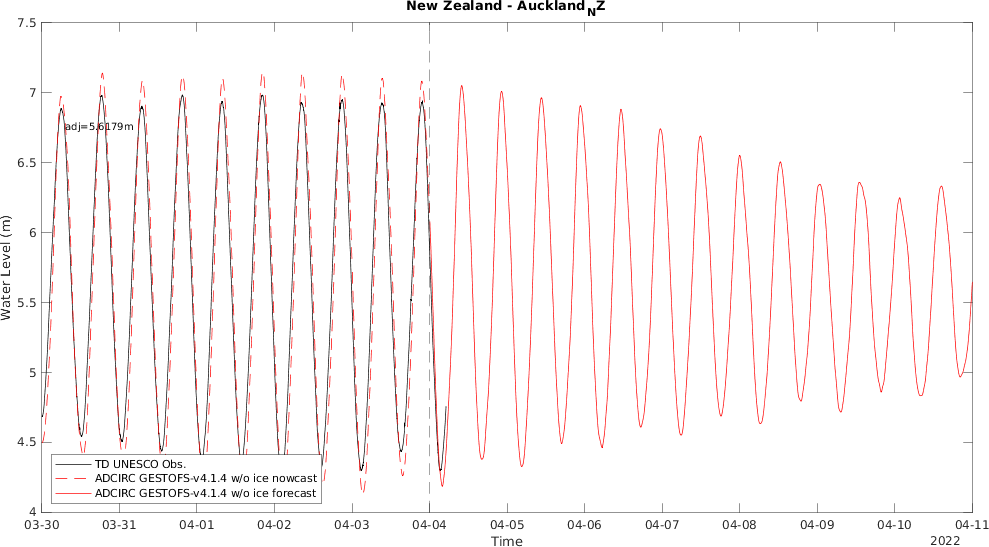 New Zealand - Auckland_NZ
7.5
7
6.5
6
5.5
5
4.5
4
Water Level (m)
adj=5.6179m
TD UNESCO Obs.
ADCIRC GESTOFS-v4.1.4 w/o ice nowcast
ADCIRC GESTOFS-v4.1.4 w/o ice forecast
03-30 03-31 04-01 04-02 04-03 04-04 04-05 04-06 04-07 04-08 04-09 04-10 04-11
Time
2022